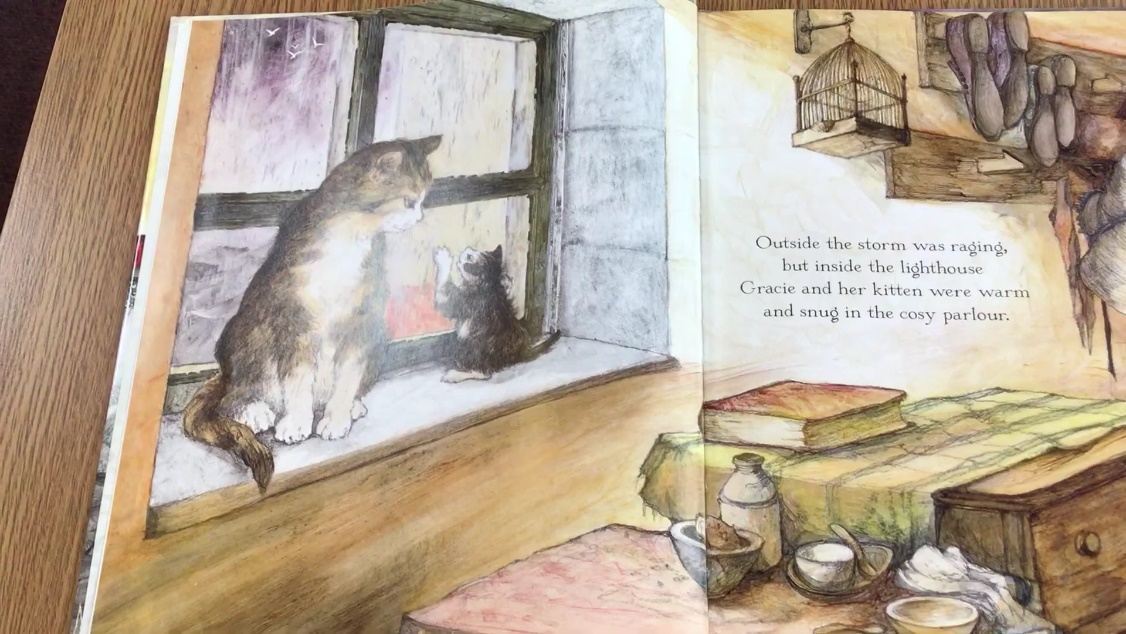 Outside the storm was raging,
but inside the lighthouse
Gracie and her kitten were warm
and snug in the cosy parlour.